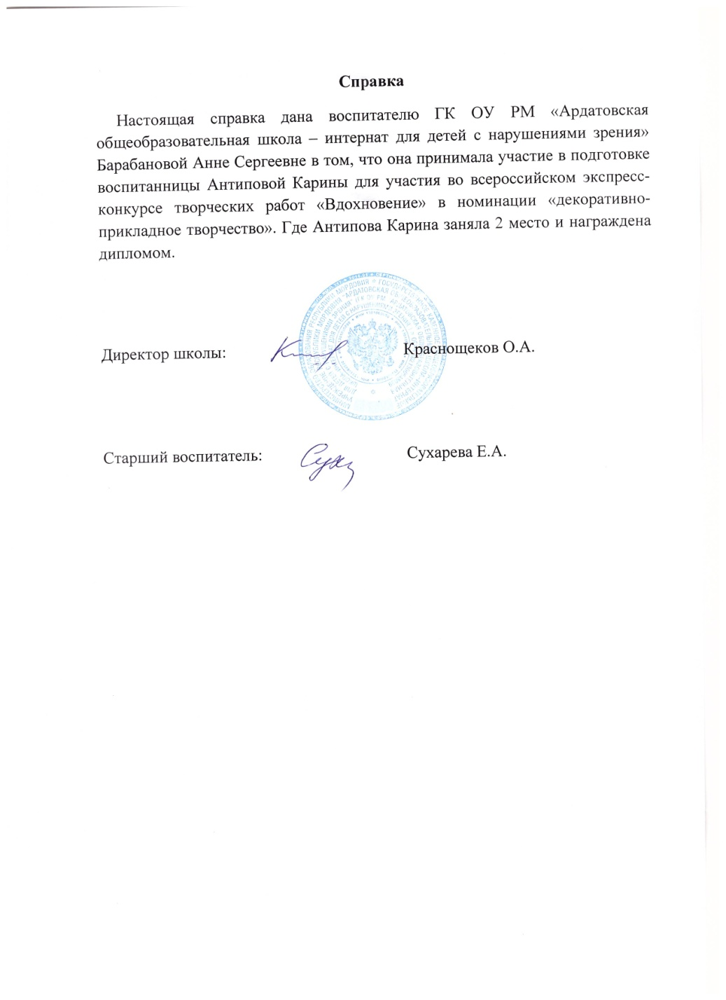 Справка
Настоящая справка дана воспитателю ГК ОУ РМ «Ардатовская
общеобразовательная школа – интернат для детей с нарушениями зрения»
Барабановой Анне Сергеевне в том, что она принимала участие в подготовке
воспитанницы Антиповой Карины для участия во всероссийском экспресс-
конкурсе творческих работ «Вдохновение» в номинации «декоративно-
прикладное творчество». Где Антипова Карина заняла 2 место и награждена
дипломом.
Директор школы: Краснощеков О.А.
Старший воспитатель: Сухарева Е.А.